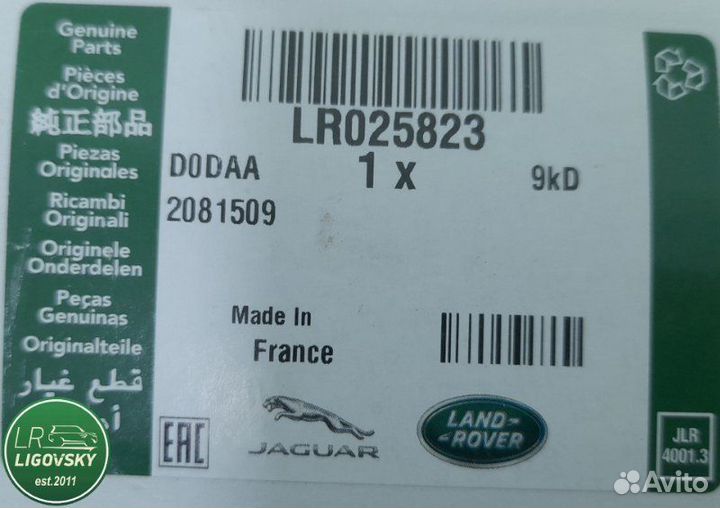 Genuine
Parts
Pièces
d'Origine
純正部品
Piezas
Originales
Ricambi
Originali
Originele
Onderdelen
Peças
Genuinas
Originalteile
قطع غيار
LR025823
D0DAA
1 x
9kD
2081509
Made In
France
EAC
JAGUAR
LAND-
-ROVER
JLR
4001.3
LR
LIGOVSKY
est.2011
Avito